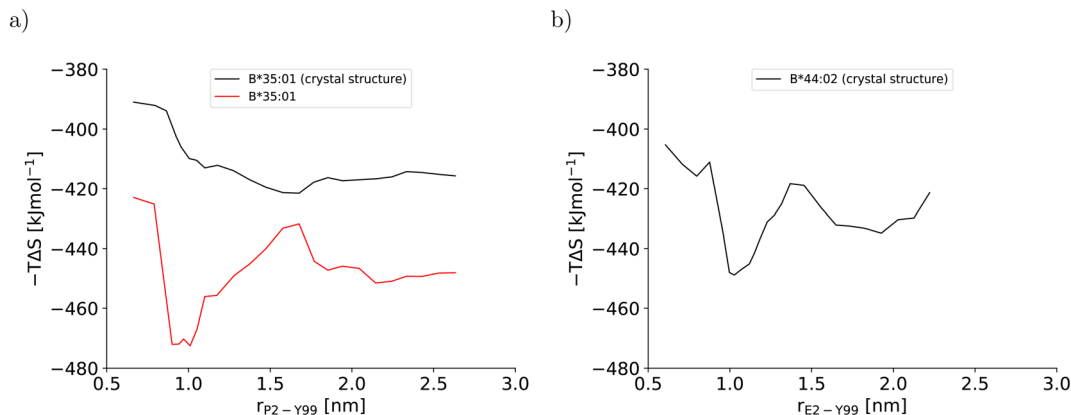 a)
B*35:01 (crystal structure)
B*35:01
−TΔS [kJmol⁻¹]
−380
−400
−420
−440
−460
−480
0.5 1.0 1.5 2.0 2.5 3.0
r_P2−Y99 [nm]
b)
B*44:02 (crystal structure)
−TΔS [kJmol⁻¹]
−380
−400
−420
−440
−460
−480
0.5 1.0 1.5 2.0 2.5 3.0
r_E2−Y99 [nm]